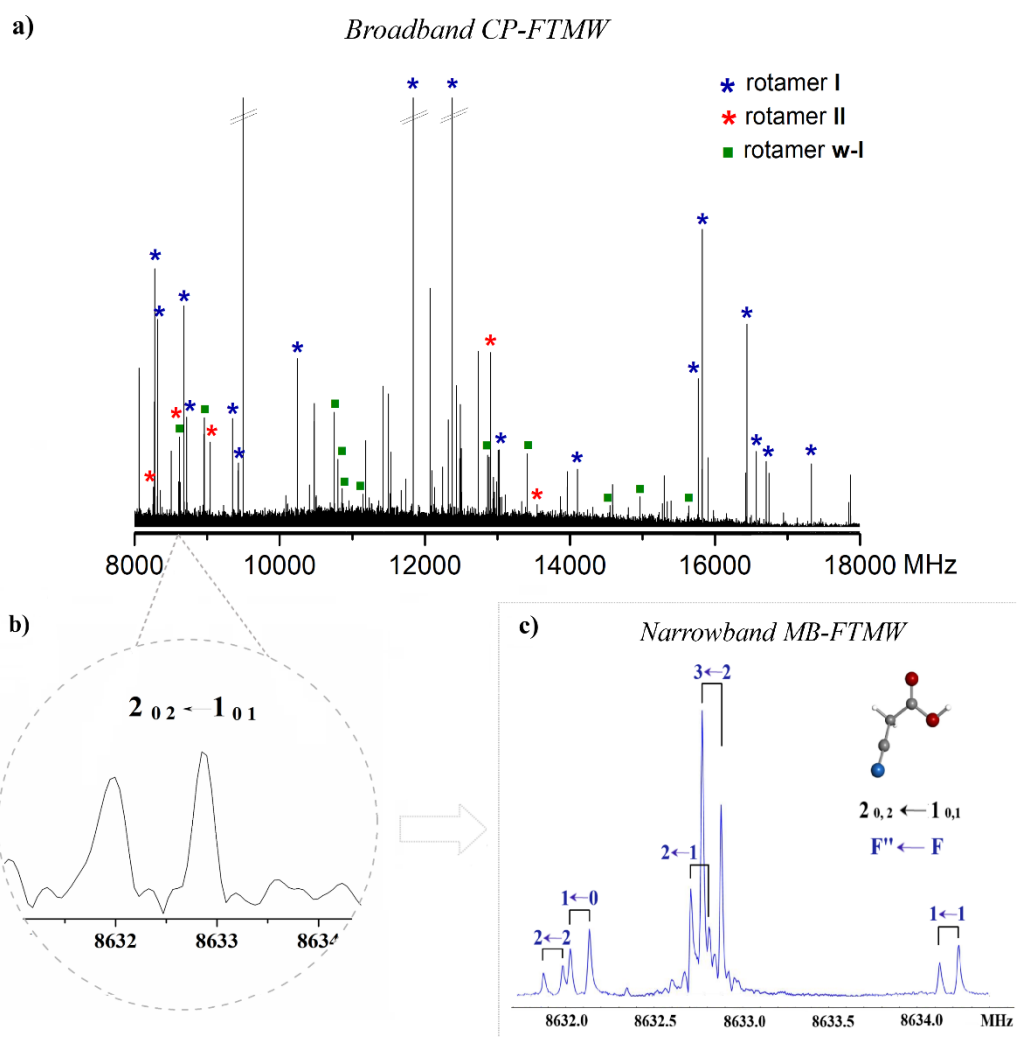 a)
Broadband CP-FTMW
* rotamer I
* rotamer II
■ rotamer w-I
8000 10000 12000 14000 16000 18000 MHz
b)
2 0 2 ← 1 0 1
8632 8633 8634
c)
Narrowband MB-FTMW
3←2
2←1
1←0
2←2
1←1
2 0,2 ← 1 0,1
F" ← F
8632.0 8632.5 8633.0 8633.5 8634.0 MHz